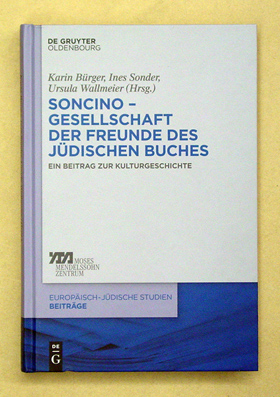 DE GRUYTER
OLDENBOURG
Karin Bürger, Ines Sonder,
Ursula Wallmeier (Hrsg.)
SONCINO –
GESELLSCHAFT
DER FREUNDE DES
JÜDISCHEN BUCHES
EIN BEITRAG ZUR KULTURGESCHICHTE
MOSES
MENDELSSOHN
ZENTRUM
EUROPÄISCH-JÜDISCHE STUDIEN
BEITRÄGE
DE
G